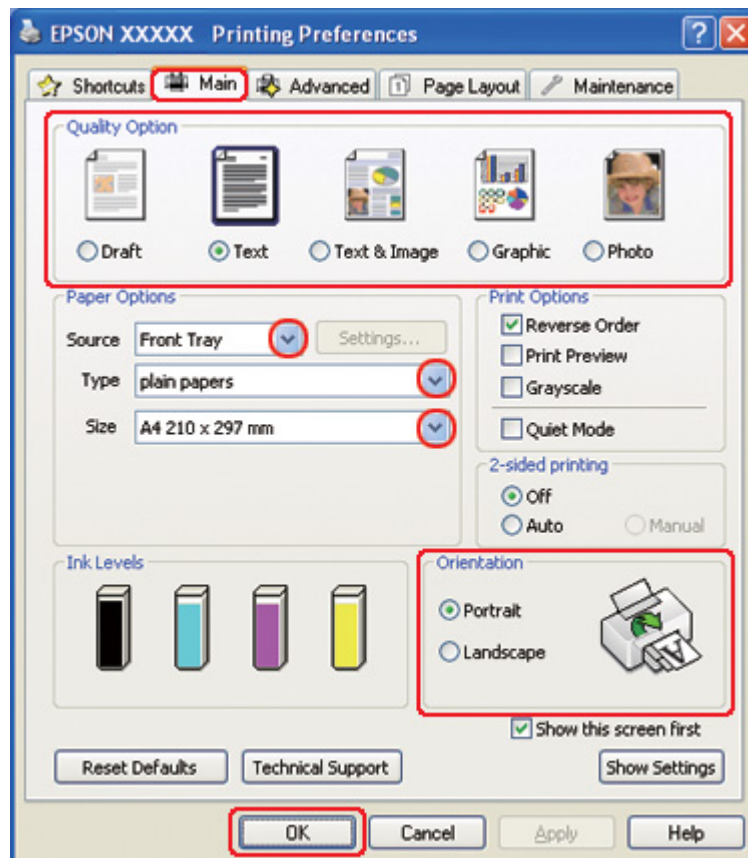 EPSON XXXXX Printing Preferences
Shortcuts Main Advanced Page Layout Maintenance
Quality Option
Draft Text Text & Image Graphic Photo
Paper Options
Source Front Tray Settings...
Type plain papers
Size A4 210 x 297 mm
Print Options
Reverse Order
Print Preview
Grayscale
Quiet Mode
2-sided printing
Off
Auto Manual
Ink Levels
Orientation
Portrait
Landscape
Show this screen first
Reset Defaults Technical Support Show Settings
OK Cancel Apply Help